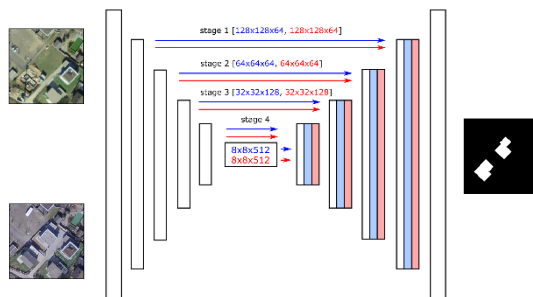 stage 1 [128x128x64, 128x128x64]
stage 2 [64x64x64, 64x64x64]
stage 3 [32x32x128, 32x32x128]
stage 4
8x8x512
8x8x512